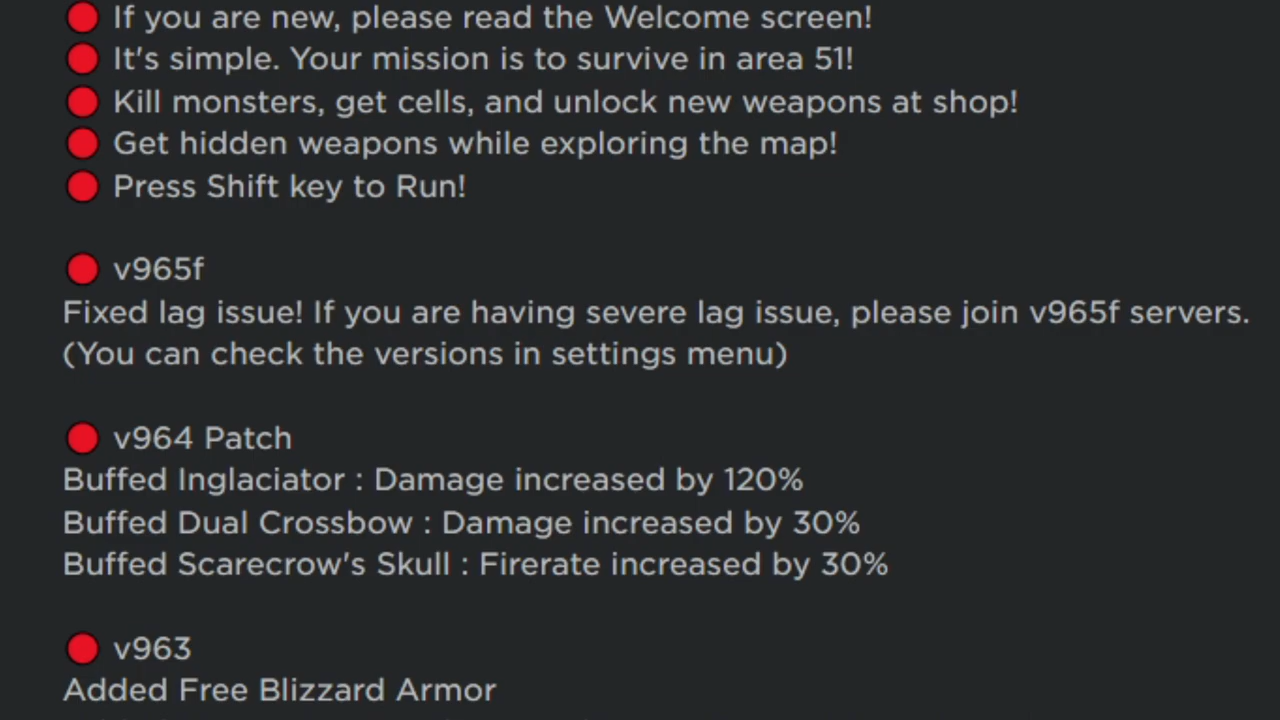 🔴 If you are new, please read the Welcome screen!
🔴 It's simple. Your mission is to survive in area 51!
🔴 Kill monsters, get cells, and unlock new weapons at shop!
🔴 Get hidden weapons while exploring the map!
🔴 Press Shift key to Run!
🔴 v965f
Fixed lag issue! If you are having severe lag issue, please join v965f servers.
(You can check the versions in settings menu)
🔴 v964 Patch
Buffed Inglaciator : Damage increased by 120%
Buffed Dual Crossbow : Damage increased by 30%
Buffed Scarecrow's Skull : Firerate increased by 30%
🔴 v963
Added Free Blizzard Armor